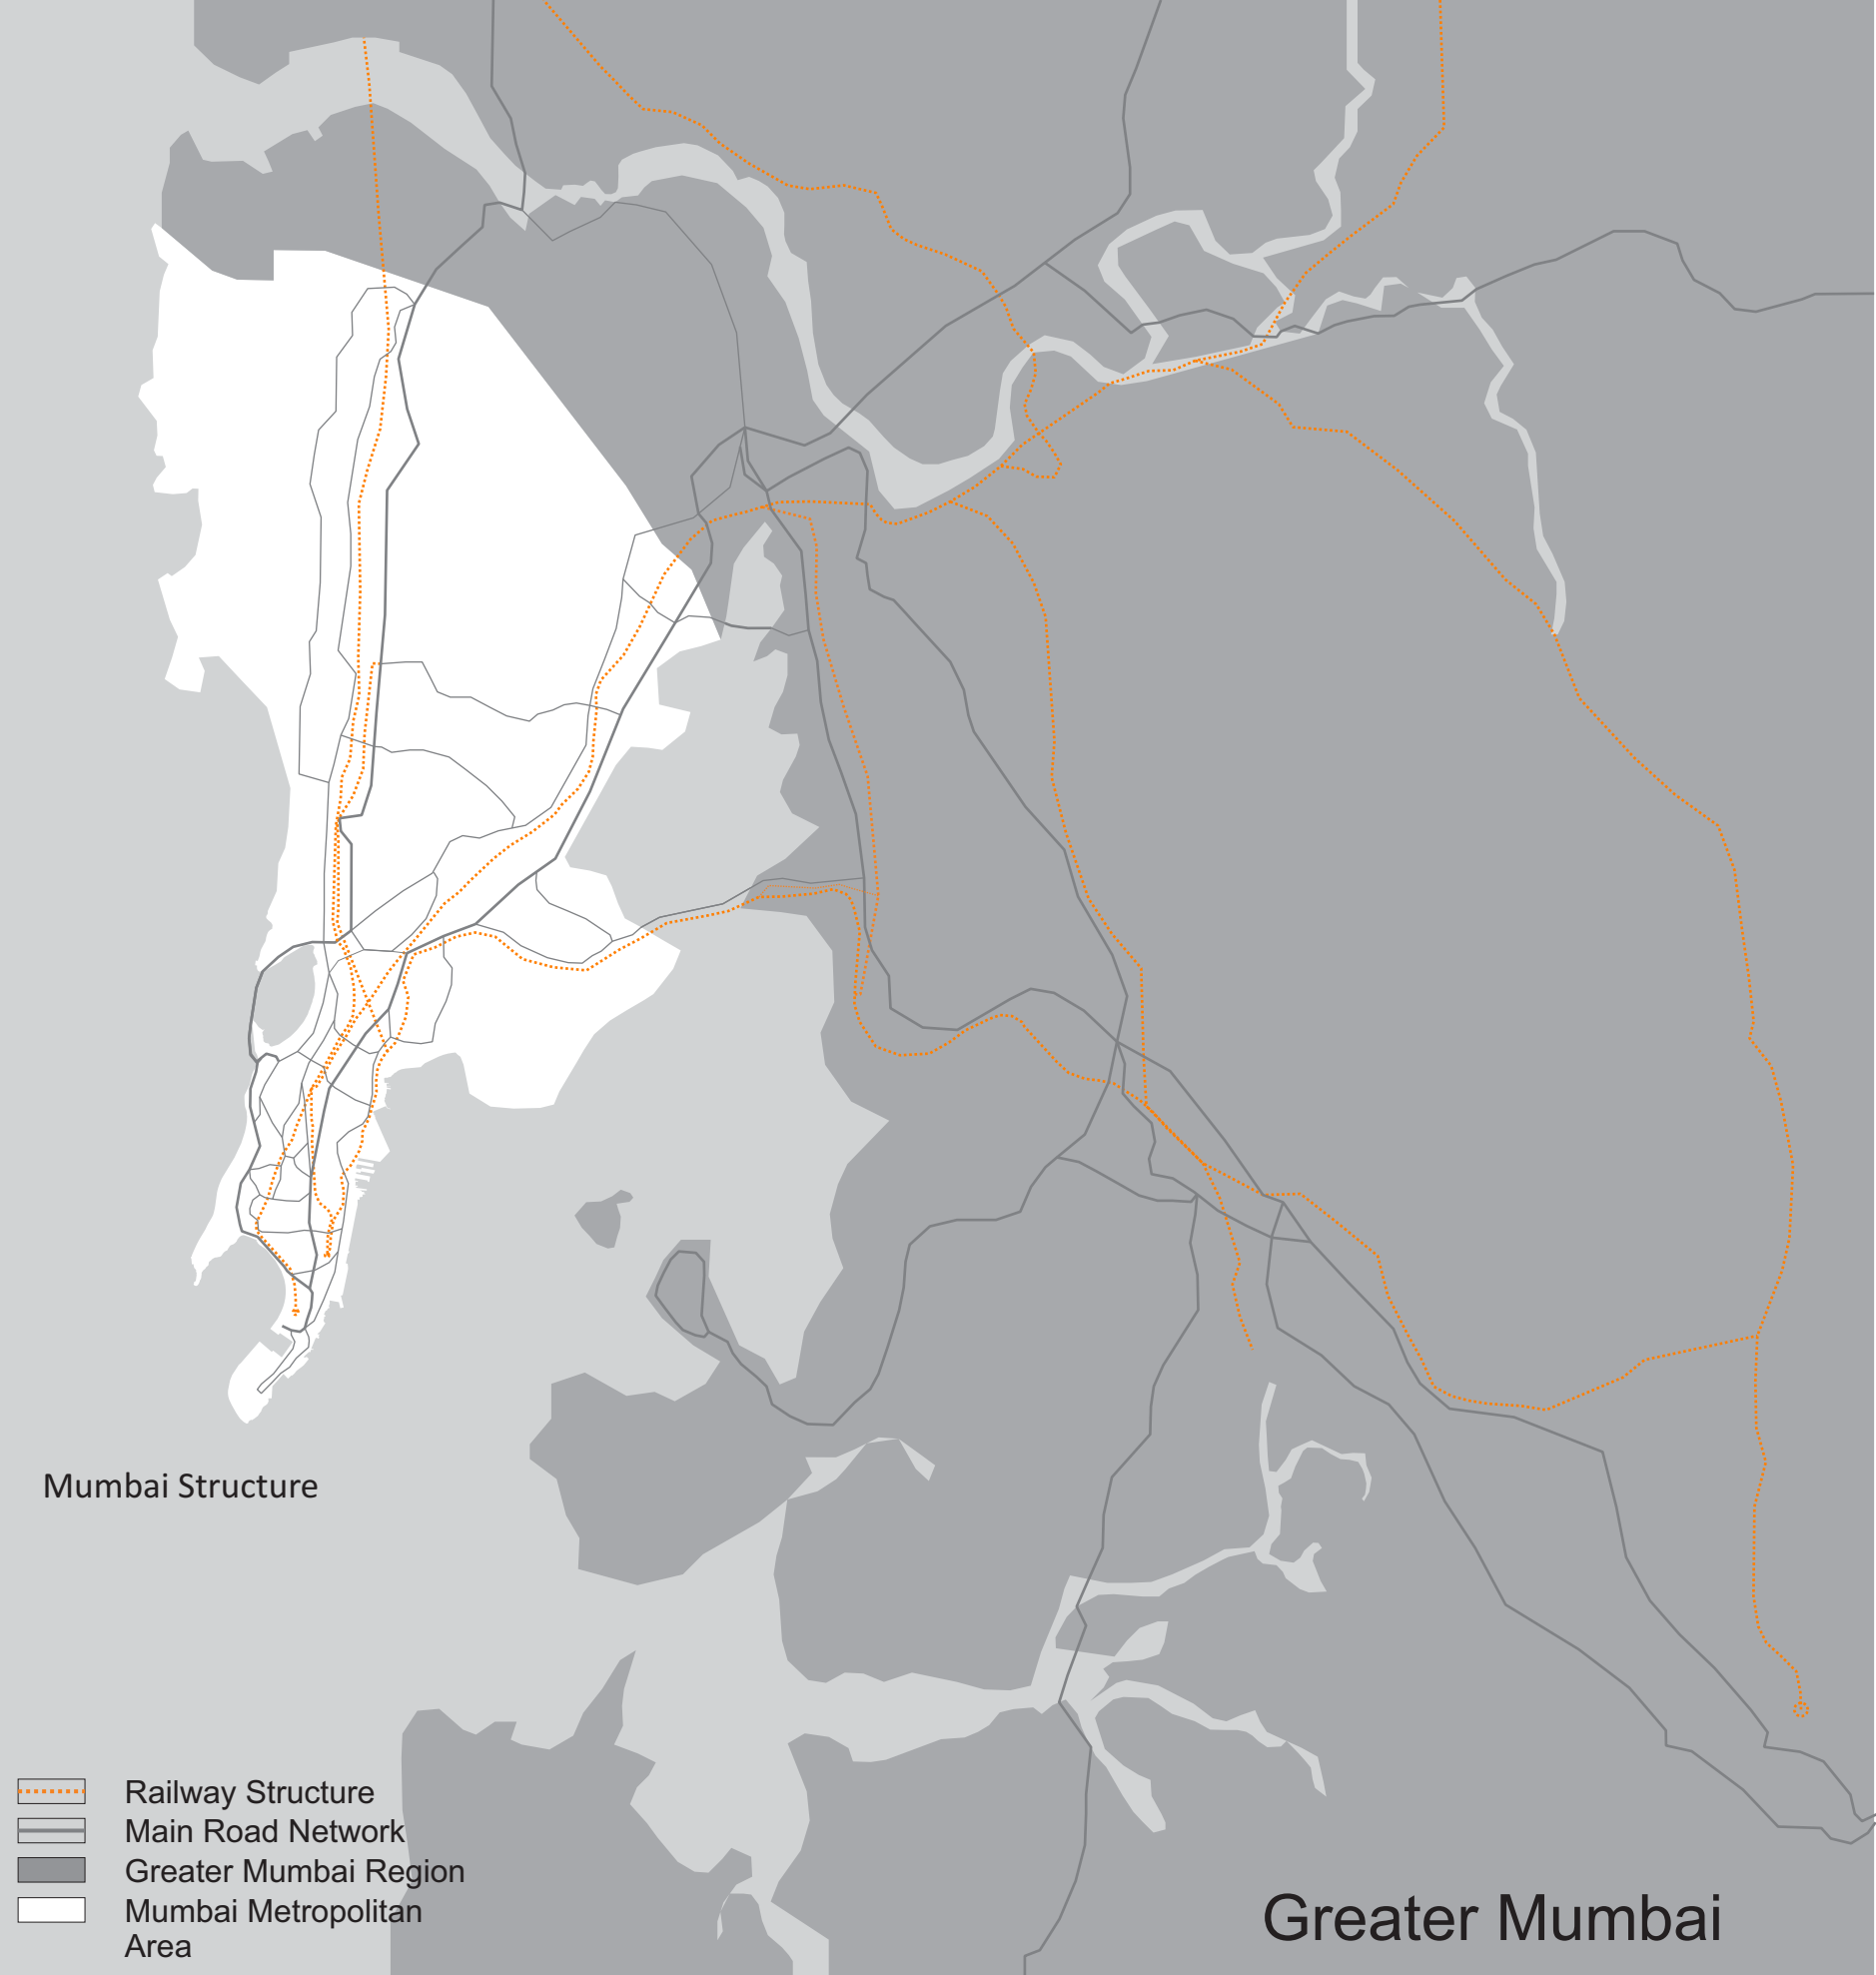 Mumbai Structure
Railway Structure
Main Road Network
Greater Mumbai Region
Mumbai Metropolitan
Area
Greater Mumbai